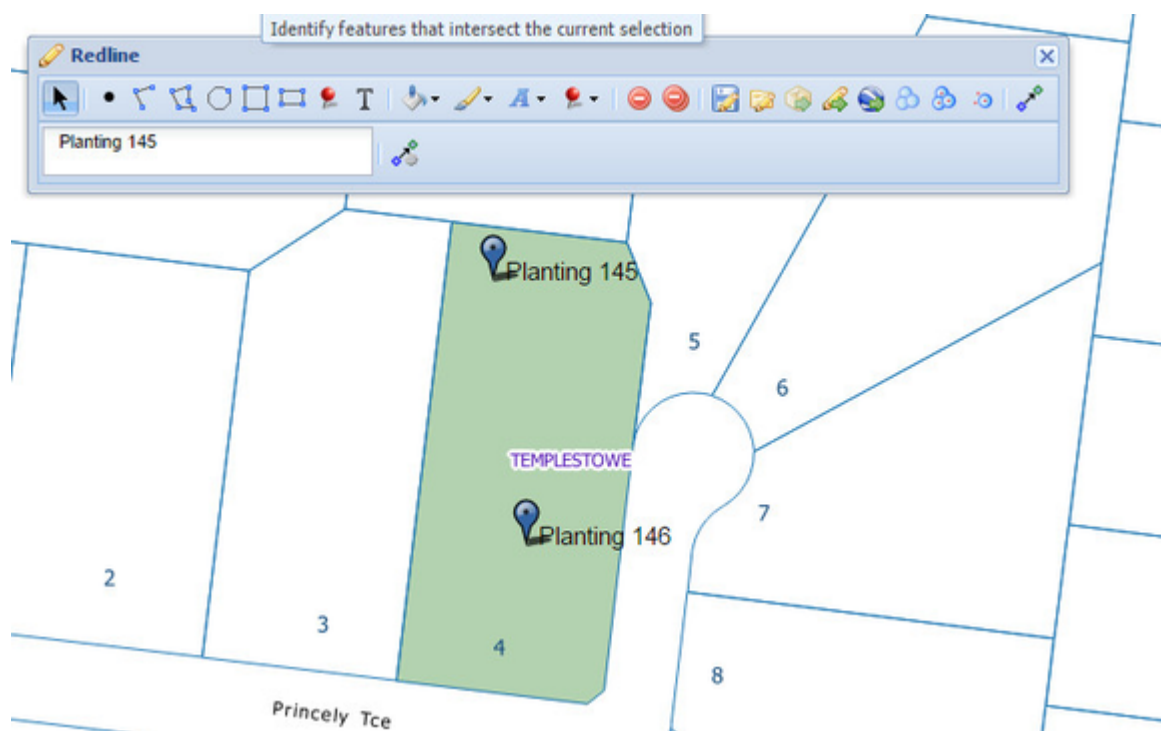 Identify features that intersect the current selection
Redline
T
A
Planting 145
Planting 145
5
6
TEMPLESTOWE
7
Planting 146
2
3
4
8
Princely Tce